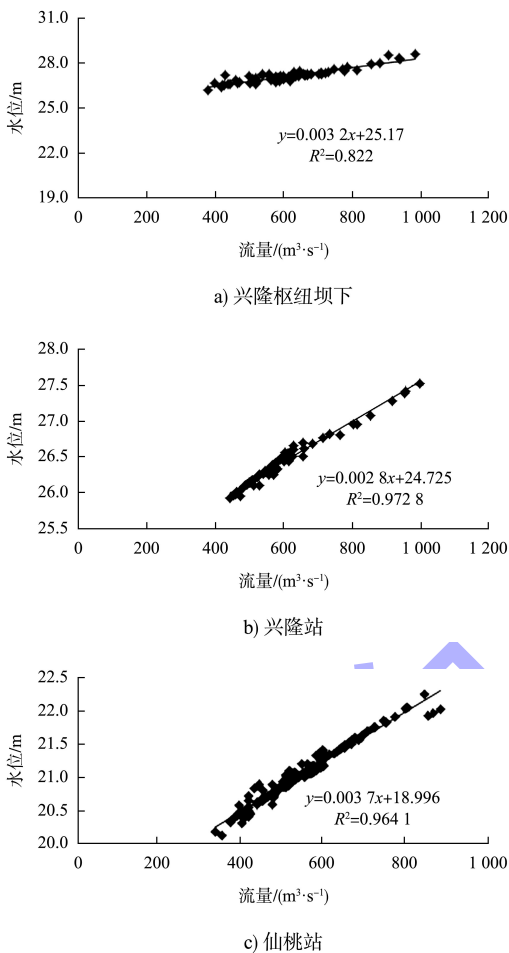 31.0
28.0
25.0
22.0
19.0
水位/m
y=0.003 2x+25.17
R²=0.822
0 200 400 600 800 1 000 1 200
流量/(m³·s⁻¹)
a) 兴隆枢纽坝下
28.0
27.5
27.0
26.5
26.0
25.5
水位/m
y=0.002 8x+24.725
R²=0.972 8
0 200 400 600 800 1 000 1 200
流量/(m³·s⁻¹)
b) 兴隆站
22.5
22.0
21.5
21.0
20.5
20.0
水位/m
y=0.003 7x+18.996
R²=0.964 1
0 200 400 600 800 1 000
流量/(m³·s⁻¹)
c) 仙桃站